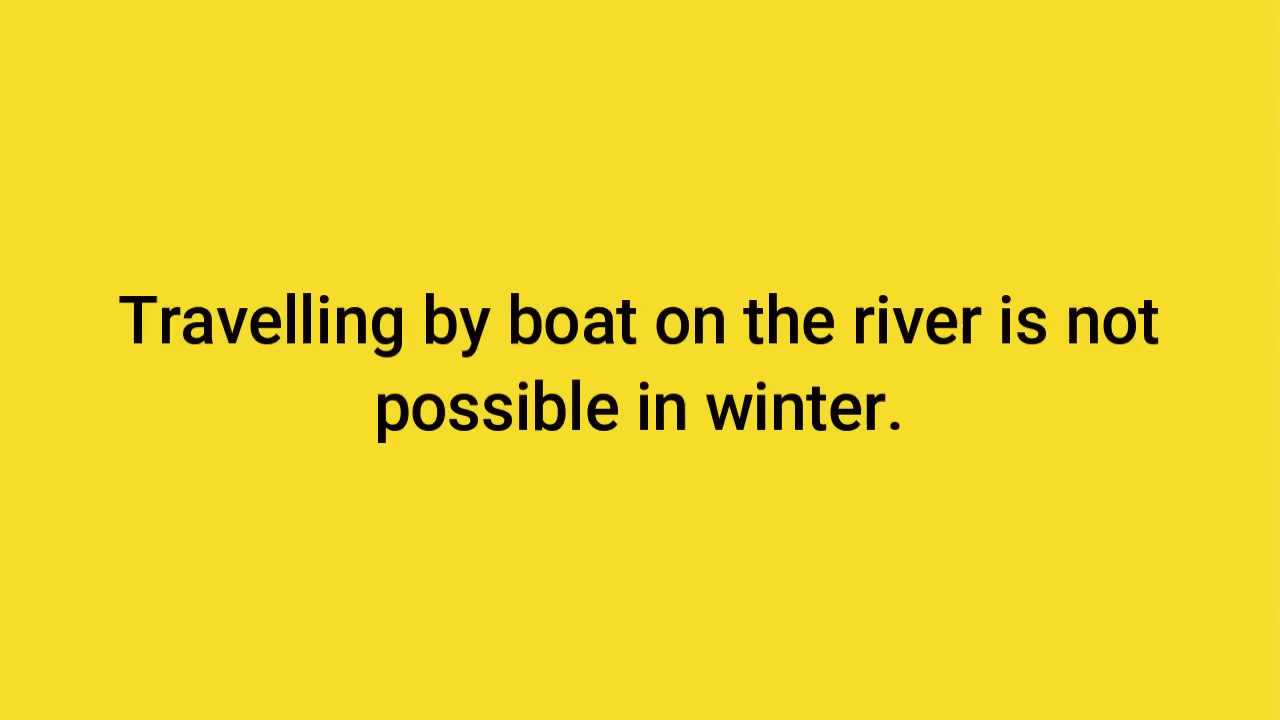 Travelling by boat on the river is not
possible in winter.